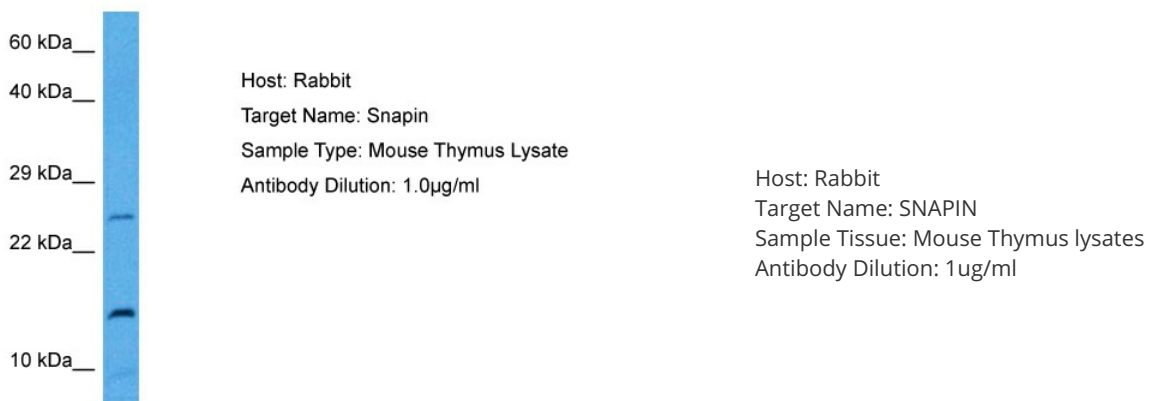 60 kDa__
40 kDa__
29 kDa__
22 kDa__
10 kDa__
Host: Rabbit
Target Name: Snapin
Sample Type: Mouse Thymus Lysate
Antibody Dilution: 1.0µg/ml
Host: Rabbit
Target Name: SNAPIN
Sample Tissue: Mouse Thymus lysates
Antibody Dilution: 1ug/ml